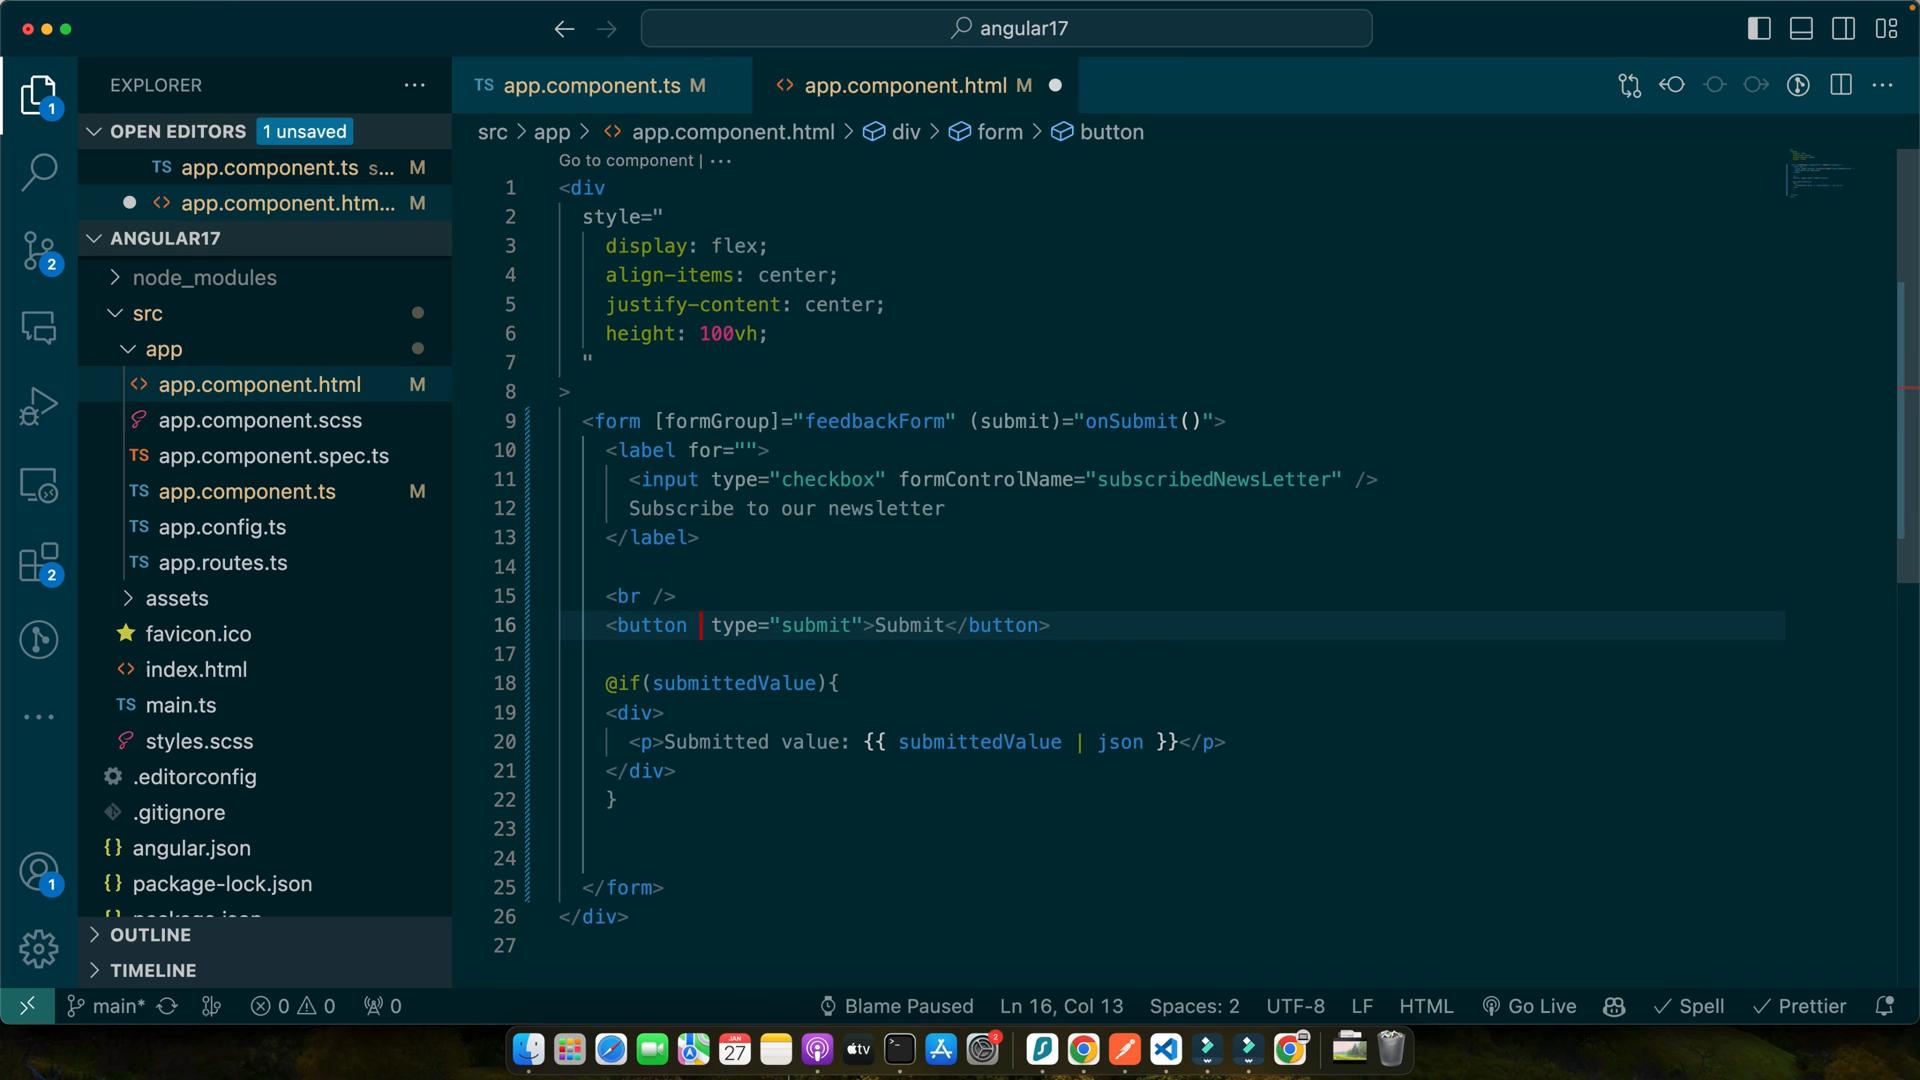 angular17
EXPLORER
OPEN EDITORS 1 unsaved
TS app.component.ts s... M
<> app.component.htm... M
ANGULAR17
node_modules
src
app
<> app.component.html M
app.component.scss
TS app.component.spec.ts
TS app.component.ts M
TS app.config.ts
TS app.routes.ts
assets
favicon.ico
<> index.html
TS main.ts
styles.scss
.editorconfig
.gitignore
{} angular.json
{} package-lock.json
OUTLINE
TIMELINE
1
2
2
1
TS app.component.ts M
<> app.component.html M
src > app > <> app.component.html > div > form > button
Go to component | ...
1 <div
2 style="
3 display: flex;
4 align-items: center;
5 justify-content: center;
6 height: 100vh;
7 "
8 >
9 <form [formGroup]="feedbackForm" (submit)="onSubmit()">
10 <label for="">
11 <input type="checkbox" formControlName="subscribedNewsLetter" />
12 Subscribe to our newsletter
13 </label>
14
15 <br />
16 <button type="submit">Submit</button>
17
18 @if(submittedValue){
19 <div>
20 <p>Submitted value: {{ submittedValue | json }}</p>
21 </div>
22 }
23
24
25 </form>
26 </div>
27
main* 0 0 0 Blame Paused Ln 16, Col 13 Spaces: 2 UTF-8 LF HTML Go Live Spell Prettier
JAN
27
tv
2